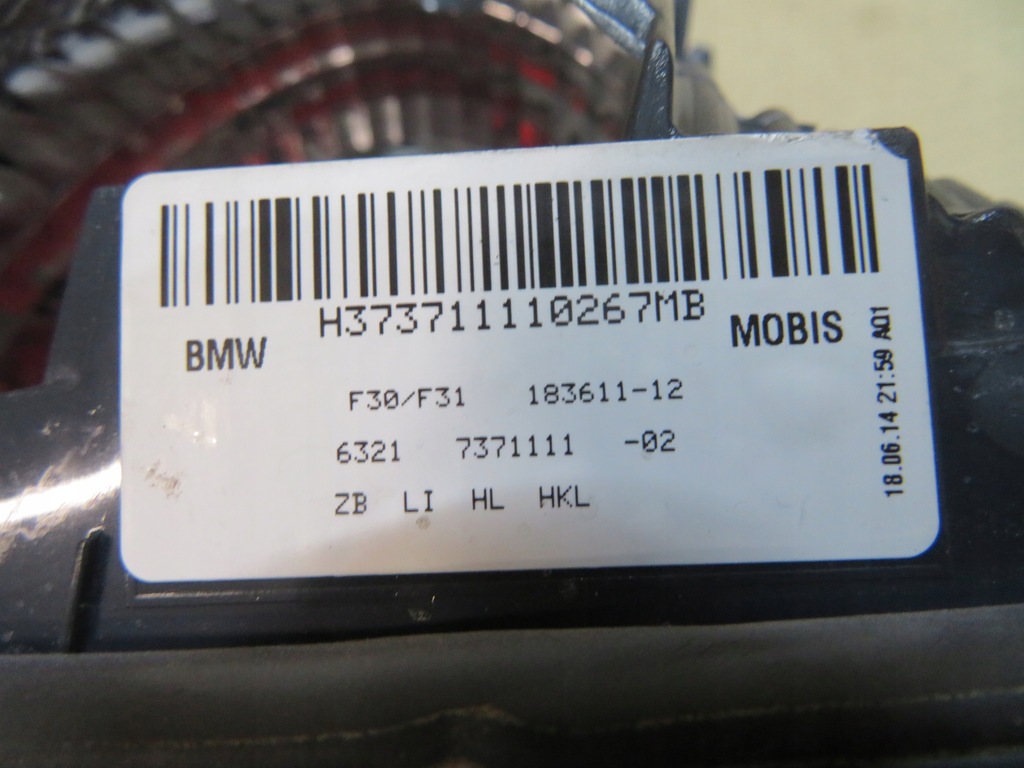 H373711110267MB
BMW
MOBIS
F30/F31 183611-12
6321 7371111 -02
ZB LI HL HKL
18.06.14 21:59 A01